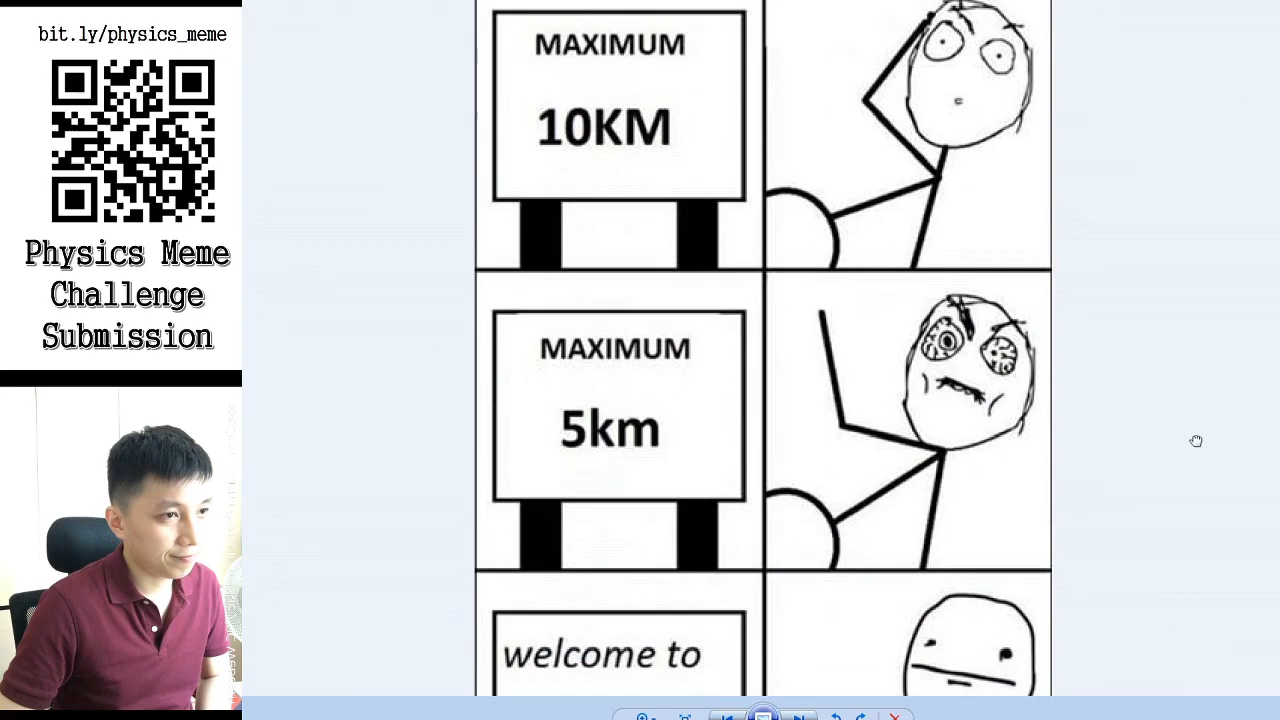 bit.ly/physics_meme
Physics Meme
Challenge
Submission
MAXIMUM
10KM
MAXIMUM
5km
welcome to